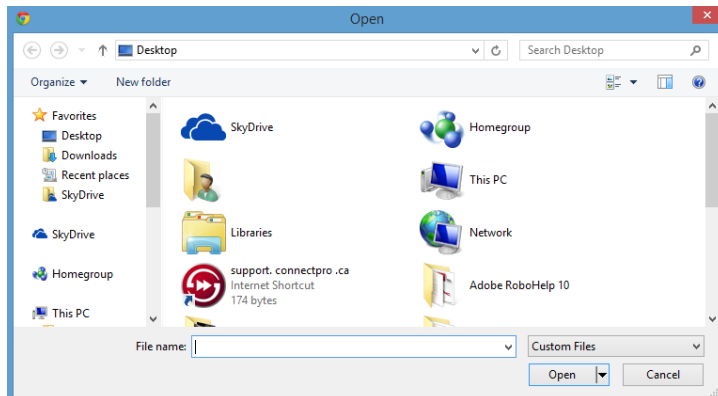 Open
Desktop
Search Desktop
Organize
New folder
Favorites
Desktop
Downloads
Recent places
SkyDrive
SkyDrive
Homegroup
This PC
SkyDrive
Homegroup
This PC
Libraries
Network
support. connectpro .ca
Internet Shortcut
174 bytes
Adobe RoboHelp 10
File name:
Custom Files
Open
Cancel